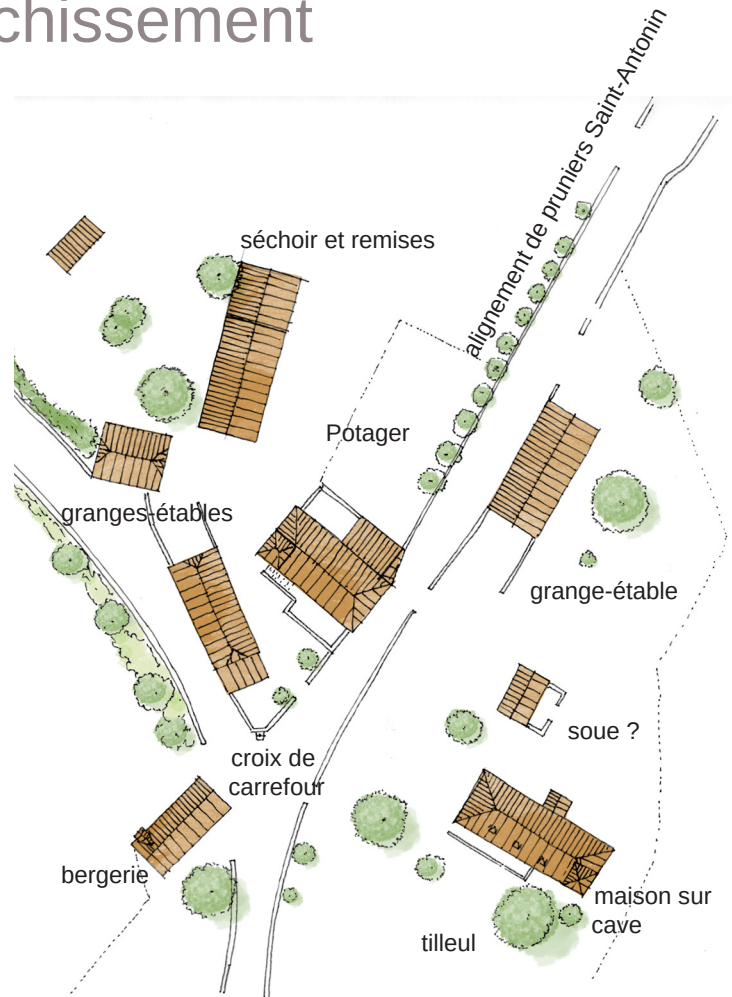 chissement
alignement de pruniers Saint-Antonin
séchoir et remises
Potager
granges-étables
grange-étable
soue ?
croix de
carrefour
bergerie
maison sur
cave
tilleul